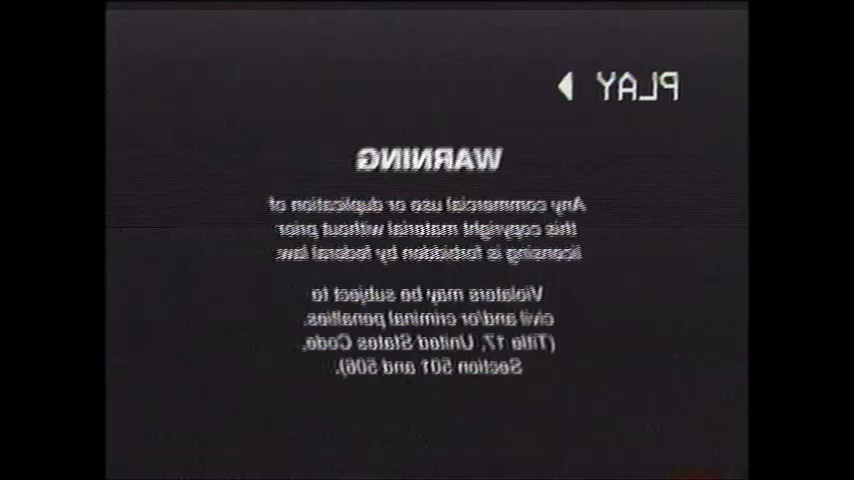 PLAY
WARNING
Any commercial use or duplication of
this copyright material without prior
licensing is forbidden by federal law.
Violators may be subject to
civil and/or criminal penalties.
(Title 17, United States Code,
Section 501 and 506).